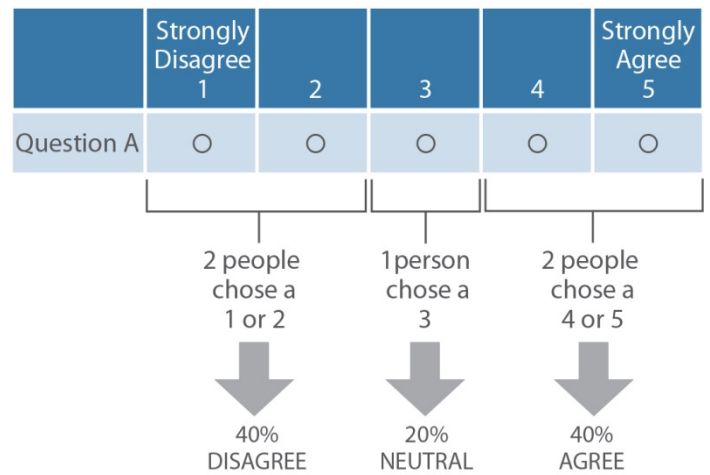 Strongly
Disagree
1
2
3
4
Strongly
Agree
5
Question A
2 people
chose a
1 or 2
1person
chose a
3
2 people
chose a
4 or 5
40%
DISAGREE
20%
NEUTRAL
40%
AGREE